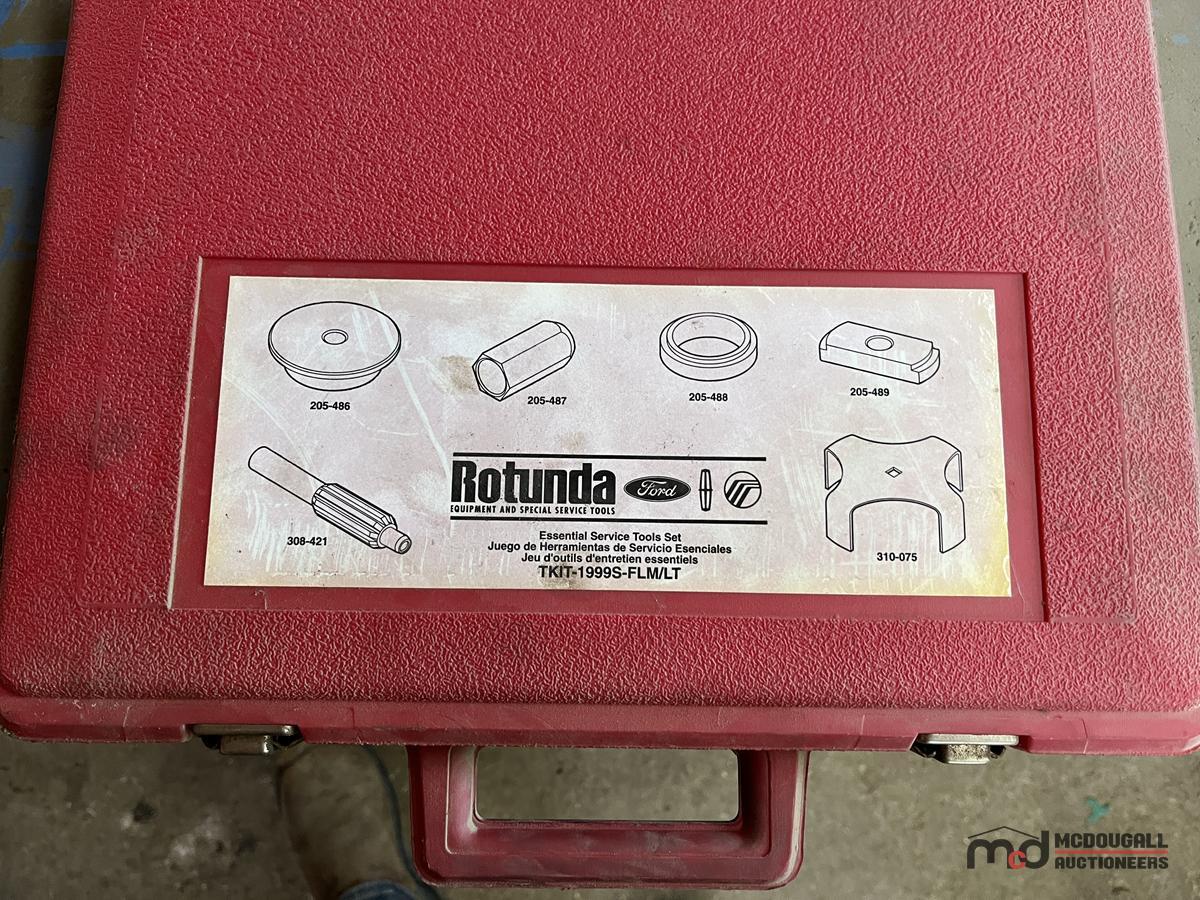 205-486
205-487
205-488
205-489
308-421
Rotunda
Ford
EQUIPMENT AND SPECIAL SERVICE TOOLS
Essential Service Tools Set
Juego de Herramientas de Servicio Esenciales
Jeu d'outils d'entretien essentiels
TKIT-1999S-FLM/LT
310-075
mcd
MCDOUGALL
AUCTIONEERS